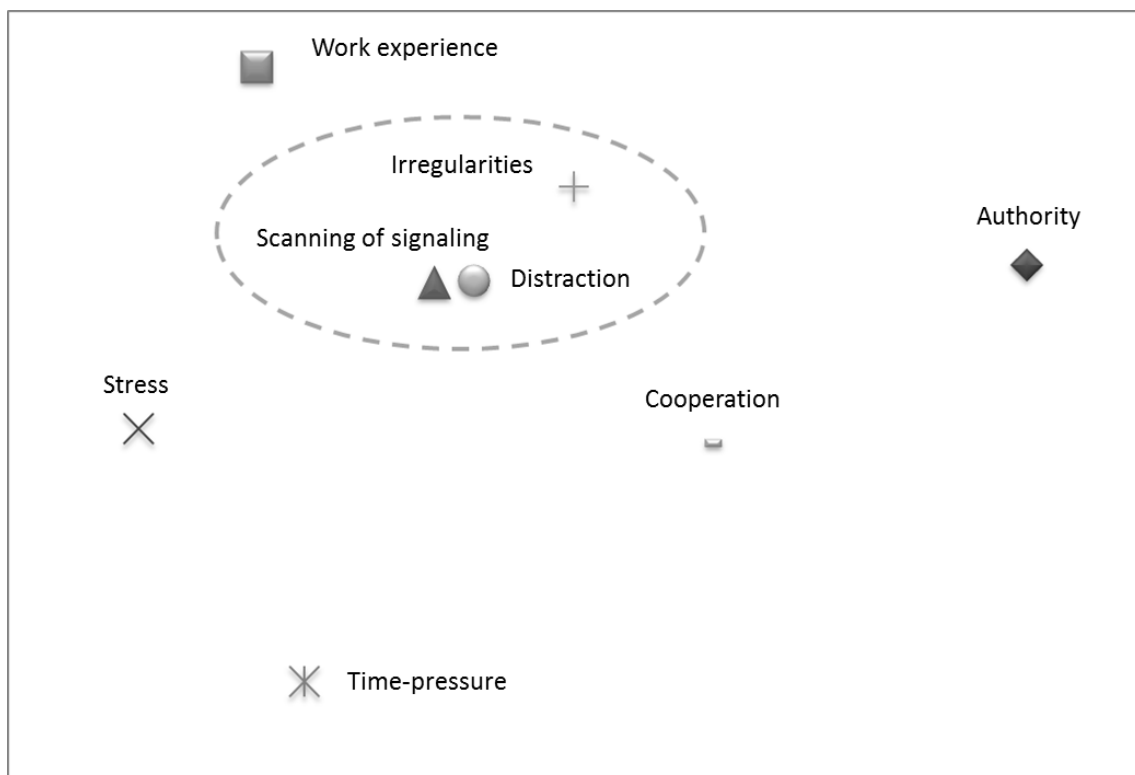 Work experience
Irregularities
Authority
Scanning of signaling
Distraction
Stress
Cooperation
Time-pressure